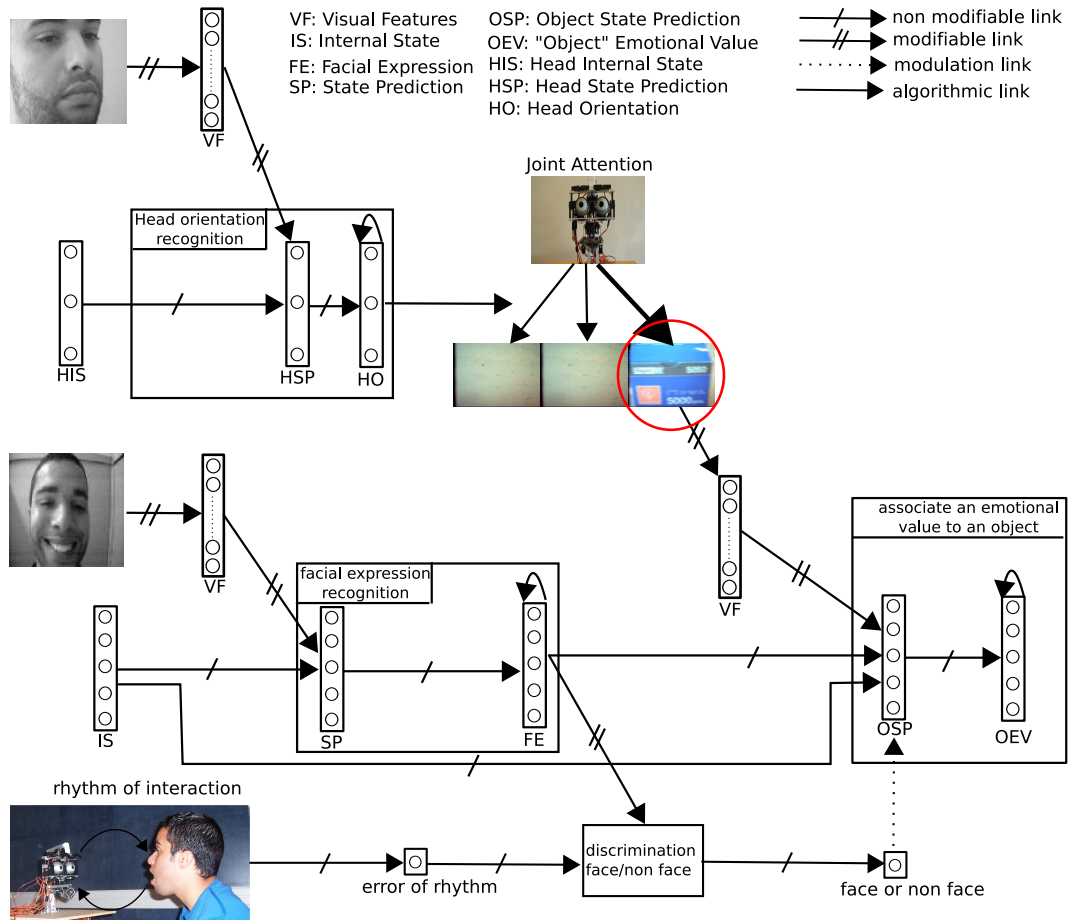 VF: Visual Features
IS: Internal State
FE: Facial Expression
SP: State Prediction
OSP: Object State Prediction
OEV: "Object" Emotional Value
HIS: Head Internal State
HSP: Head State Prediction
HO: Head Orientation
non modifiable link
modifiable link
modulation link
algorithmic link
VF
Joint Attention
Head orientation
recognition
HIS
HSP
HO
5000
VF
VF
associate an emotional
value to an object
facial expression
recognition
IS
SP
FE
OSP
OEV
rhythm of interaction
error of rhythm
discrimination
face/non face
face or non face